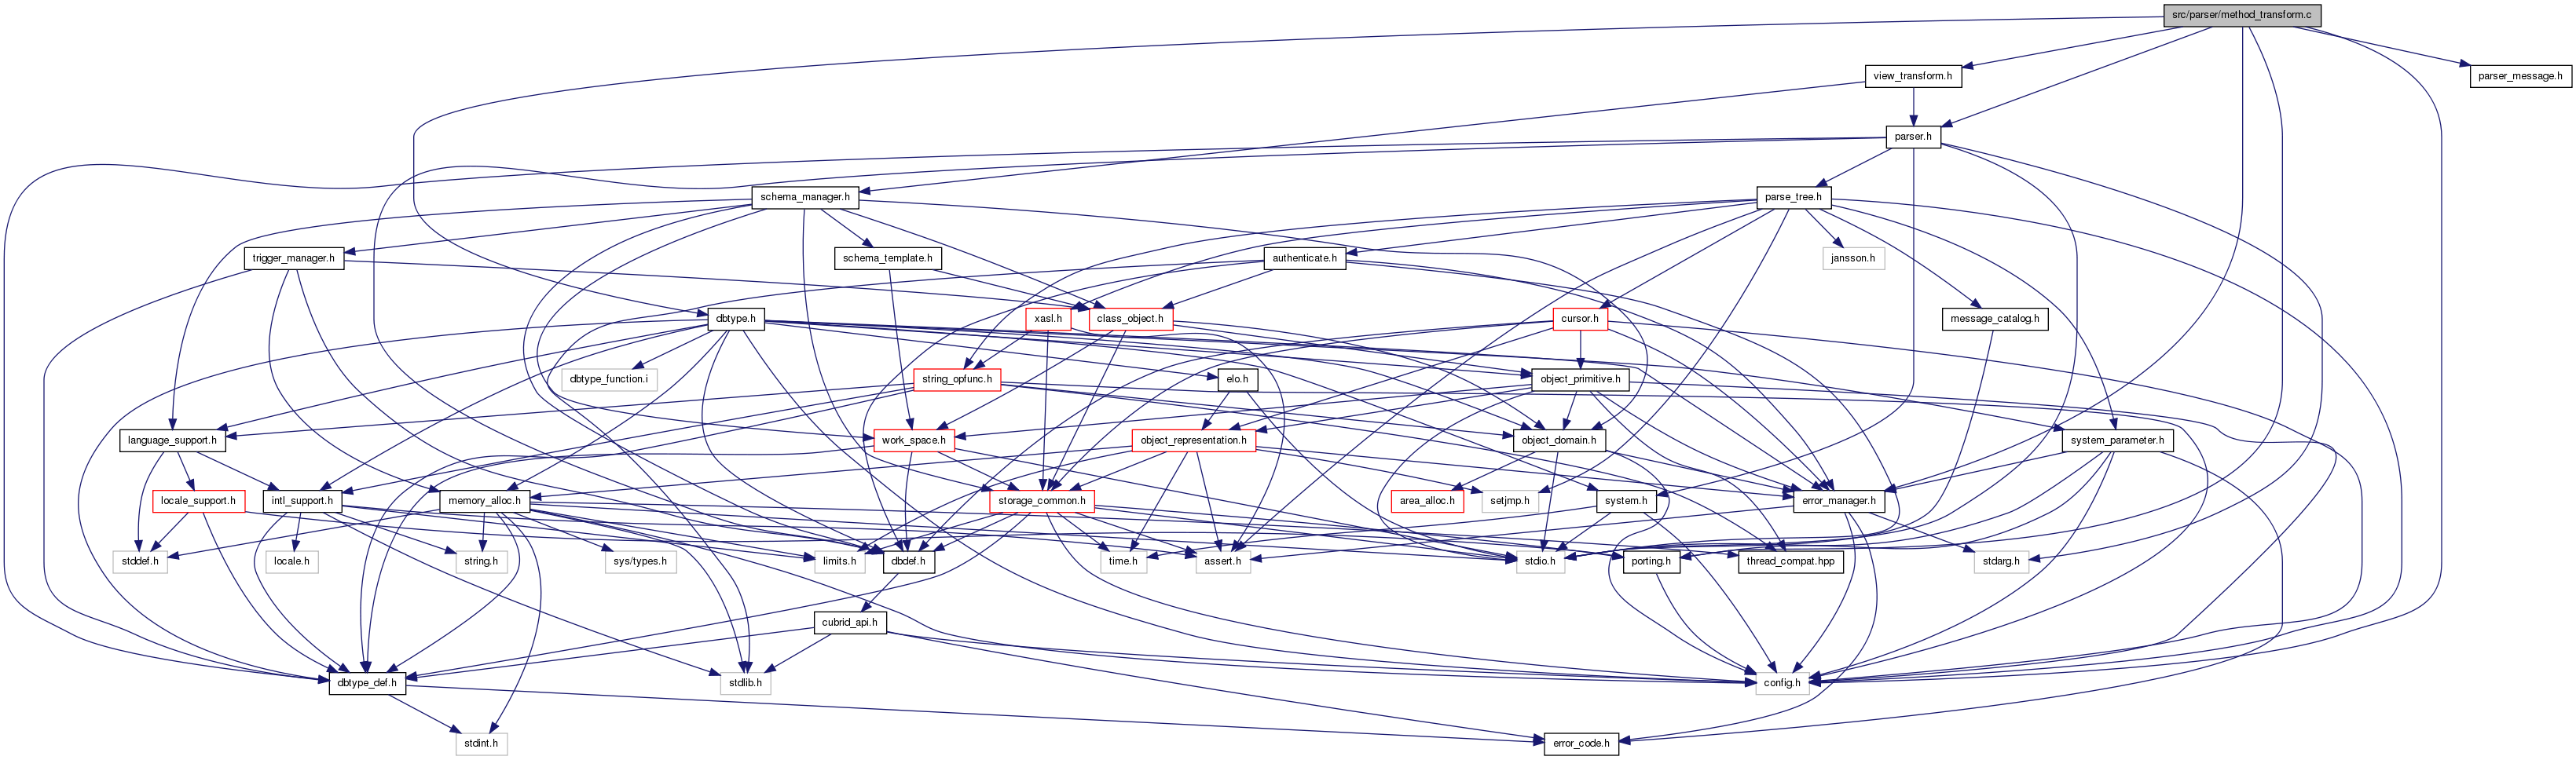 src/parser/method_transform.c
view_transform.h
parser_message.h
parser.h
schema_manager.h
parse_tree.h
trigger_manager.h
schema_template.h
authenticate.h
jansson.h
dbtype.h
xasl.h
class_object.h
cursor.h
message_catalog.h
dbtype_function.i
string_opfunc.h
elo.h
object_primitive.h
language_support.h
work_space.h
object_representation.h
object_domain.h
system_parameter.h
locale_support.h
intl_support.h
memory_alloc.h
storage_common.h
area_alloc.h
setjmp.h
system.h
error_manager.h
stddef.h
locale.h
string.h
sys/types.h
limits.h
dbdef.h
time.h
assert.h
stdio.h
porting.h
thread_compat.hpp
stdarg.h
cubrid_api.h
dbtype_def.h
stdlib.h
config.h
stdint.h
error_code.h